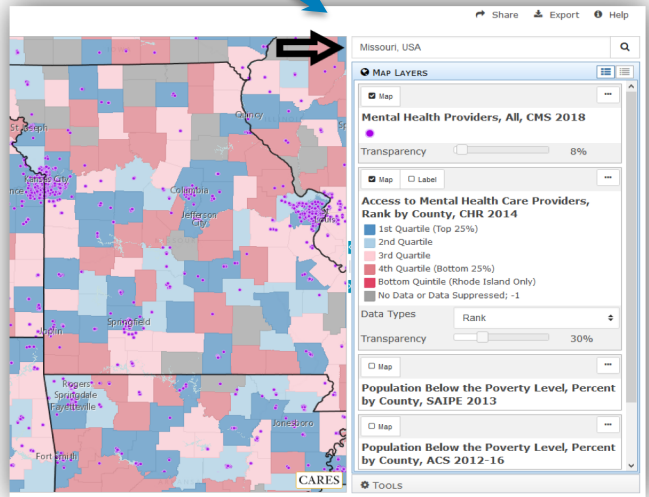 Share Export Help
Missouri, USA
MAP LAYERS
Map ...
Mental Health Providers, All, CMS 2018
Transparency 8%
Map Label ...
Access to Mental Health Care Providers,
Rank by County, CHR 2014
1st Quartile (Top 25%)
2nd Quartile
3rd Quartile
4th Quartile (Bottom 25%)
Bottom Quintile (Rhode Island Only)
No Data or Data Suppressed; -1
Data Types Rank
Transparency 30%
Map ...
Population Below the Poverty Level, Percent
by County, SAIPE 2013
Map ...
Population Below the Poverty Level, Percent
by County, ACS 2012-16
TOOLS
Quincy
St Joseph
Kansas City
Columbia
Jefferson
City
Springfield
Joplin
Rogers
Springdale
Fayetteville
Jonesboro
Fort Smith
CARES